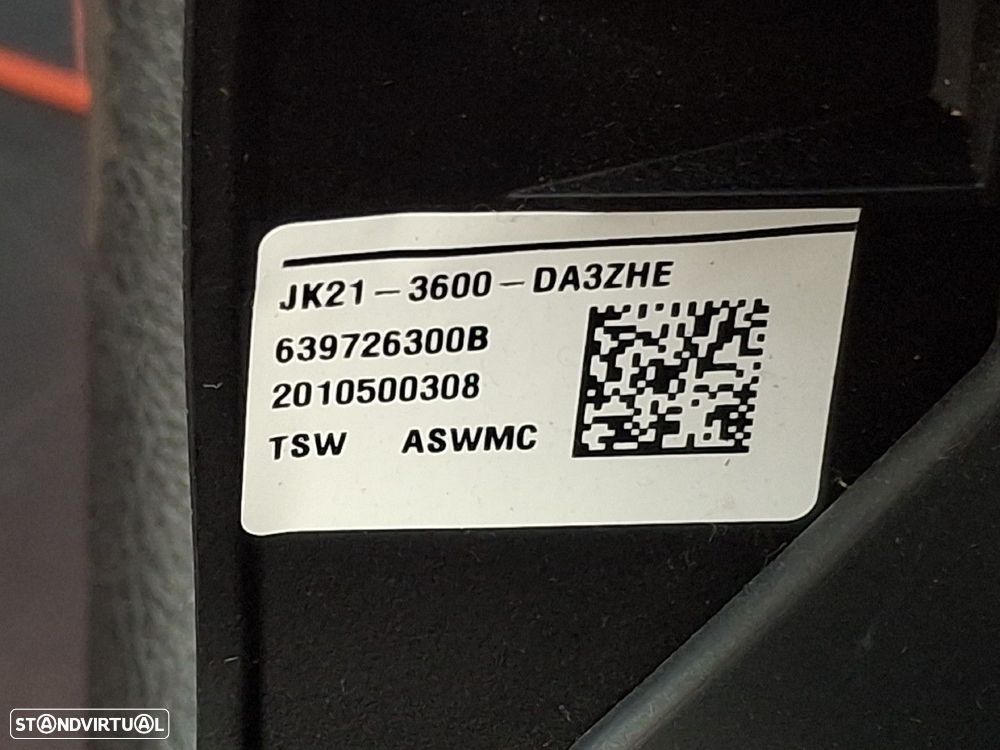 JK21-3600-DA3ZHE
639726300B
2010500308
TSW ASWMC
STANDVIRTUAL